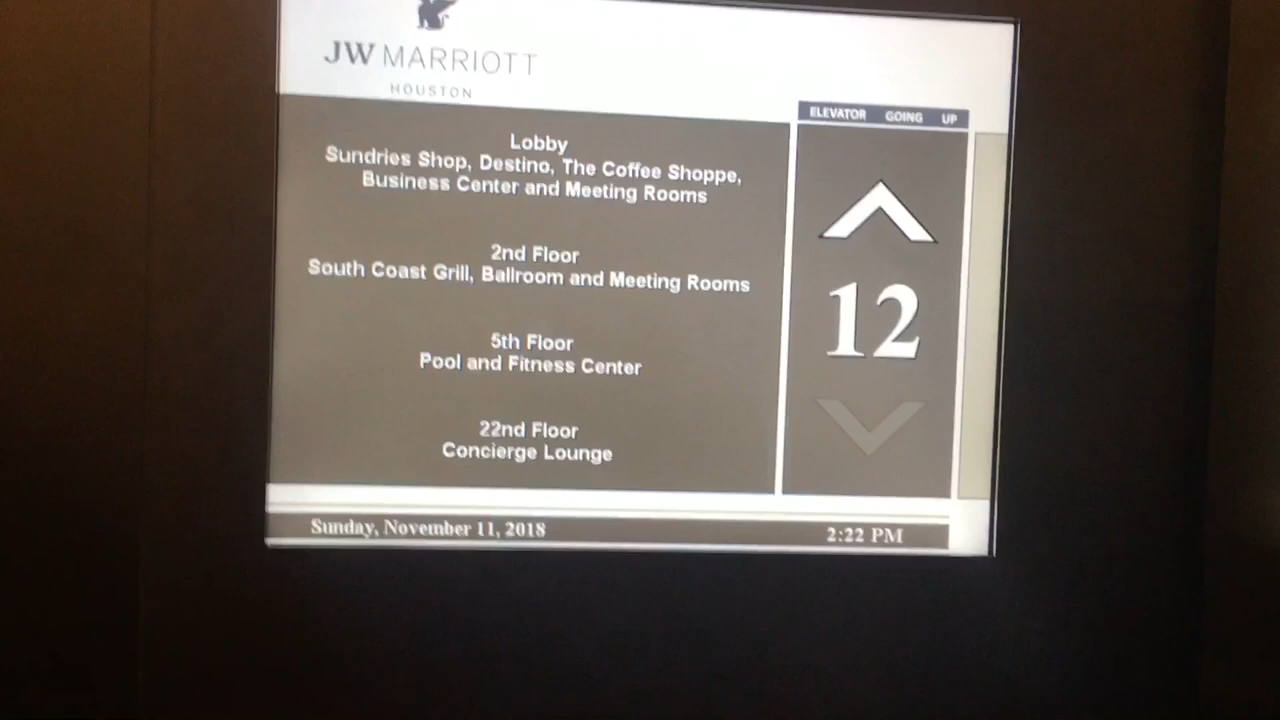 JW MARRIOTT
HOUSTON
ELEVATOR GOING UP
Lobby
Sundries Shop, Destino, The Coffee Shoppe,
Business Center and Meeting Rooms
2nd Floor
South Coast Grill, Ballroom and Meeting Rooms
5th Floor
Pool and Fitness Center
22nd Floor
Concierge Lounge
12
Sunday, November 11, 2018
2:22 PM